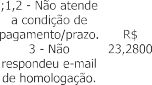 ;1,2 - Não atende
a condição de
pagamento/prazo.
3 - Não
respondeu e-mail
de homologação.
R$
23,2800